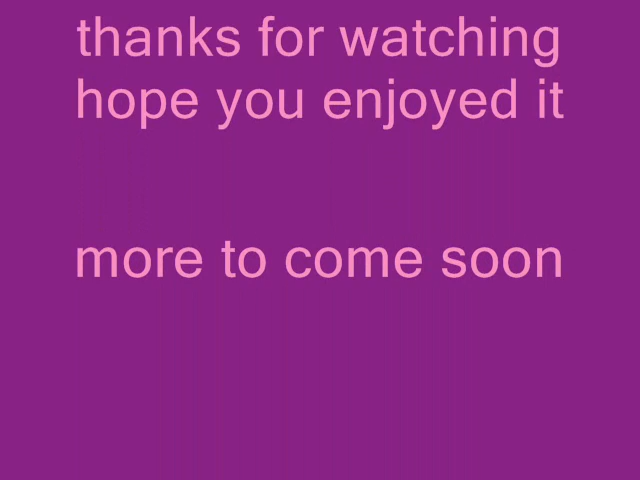 thanks for watching
hope you enjoyed it
more to come soon